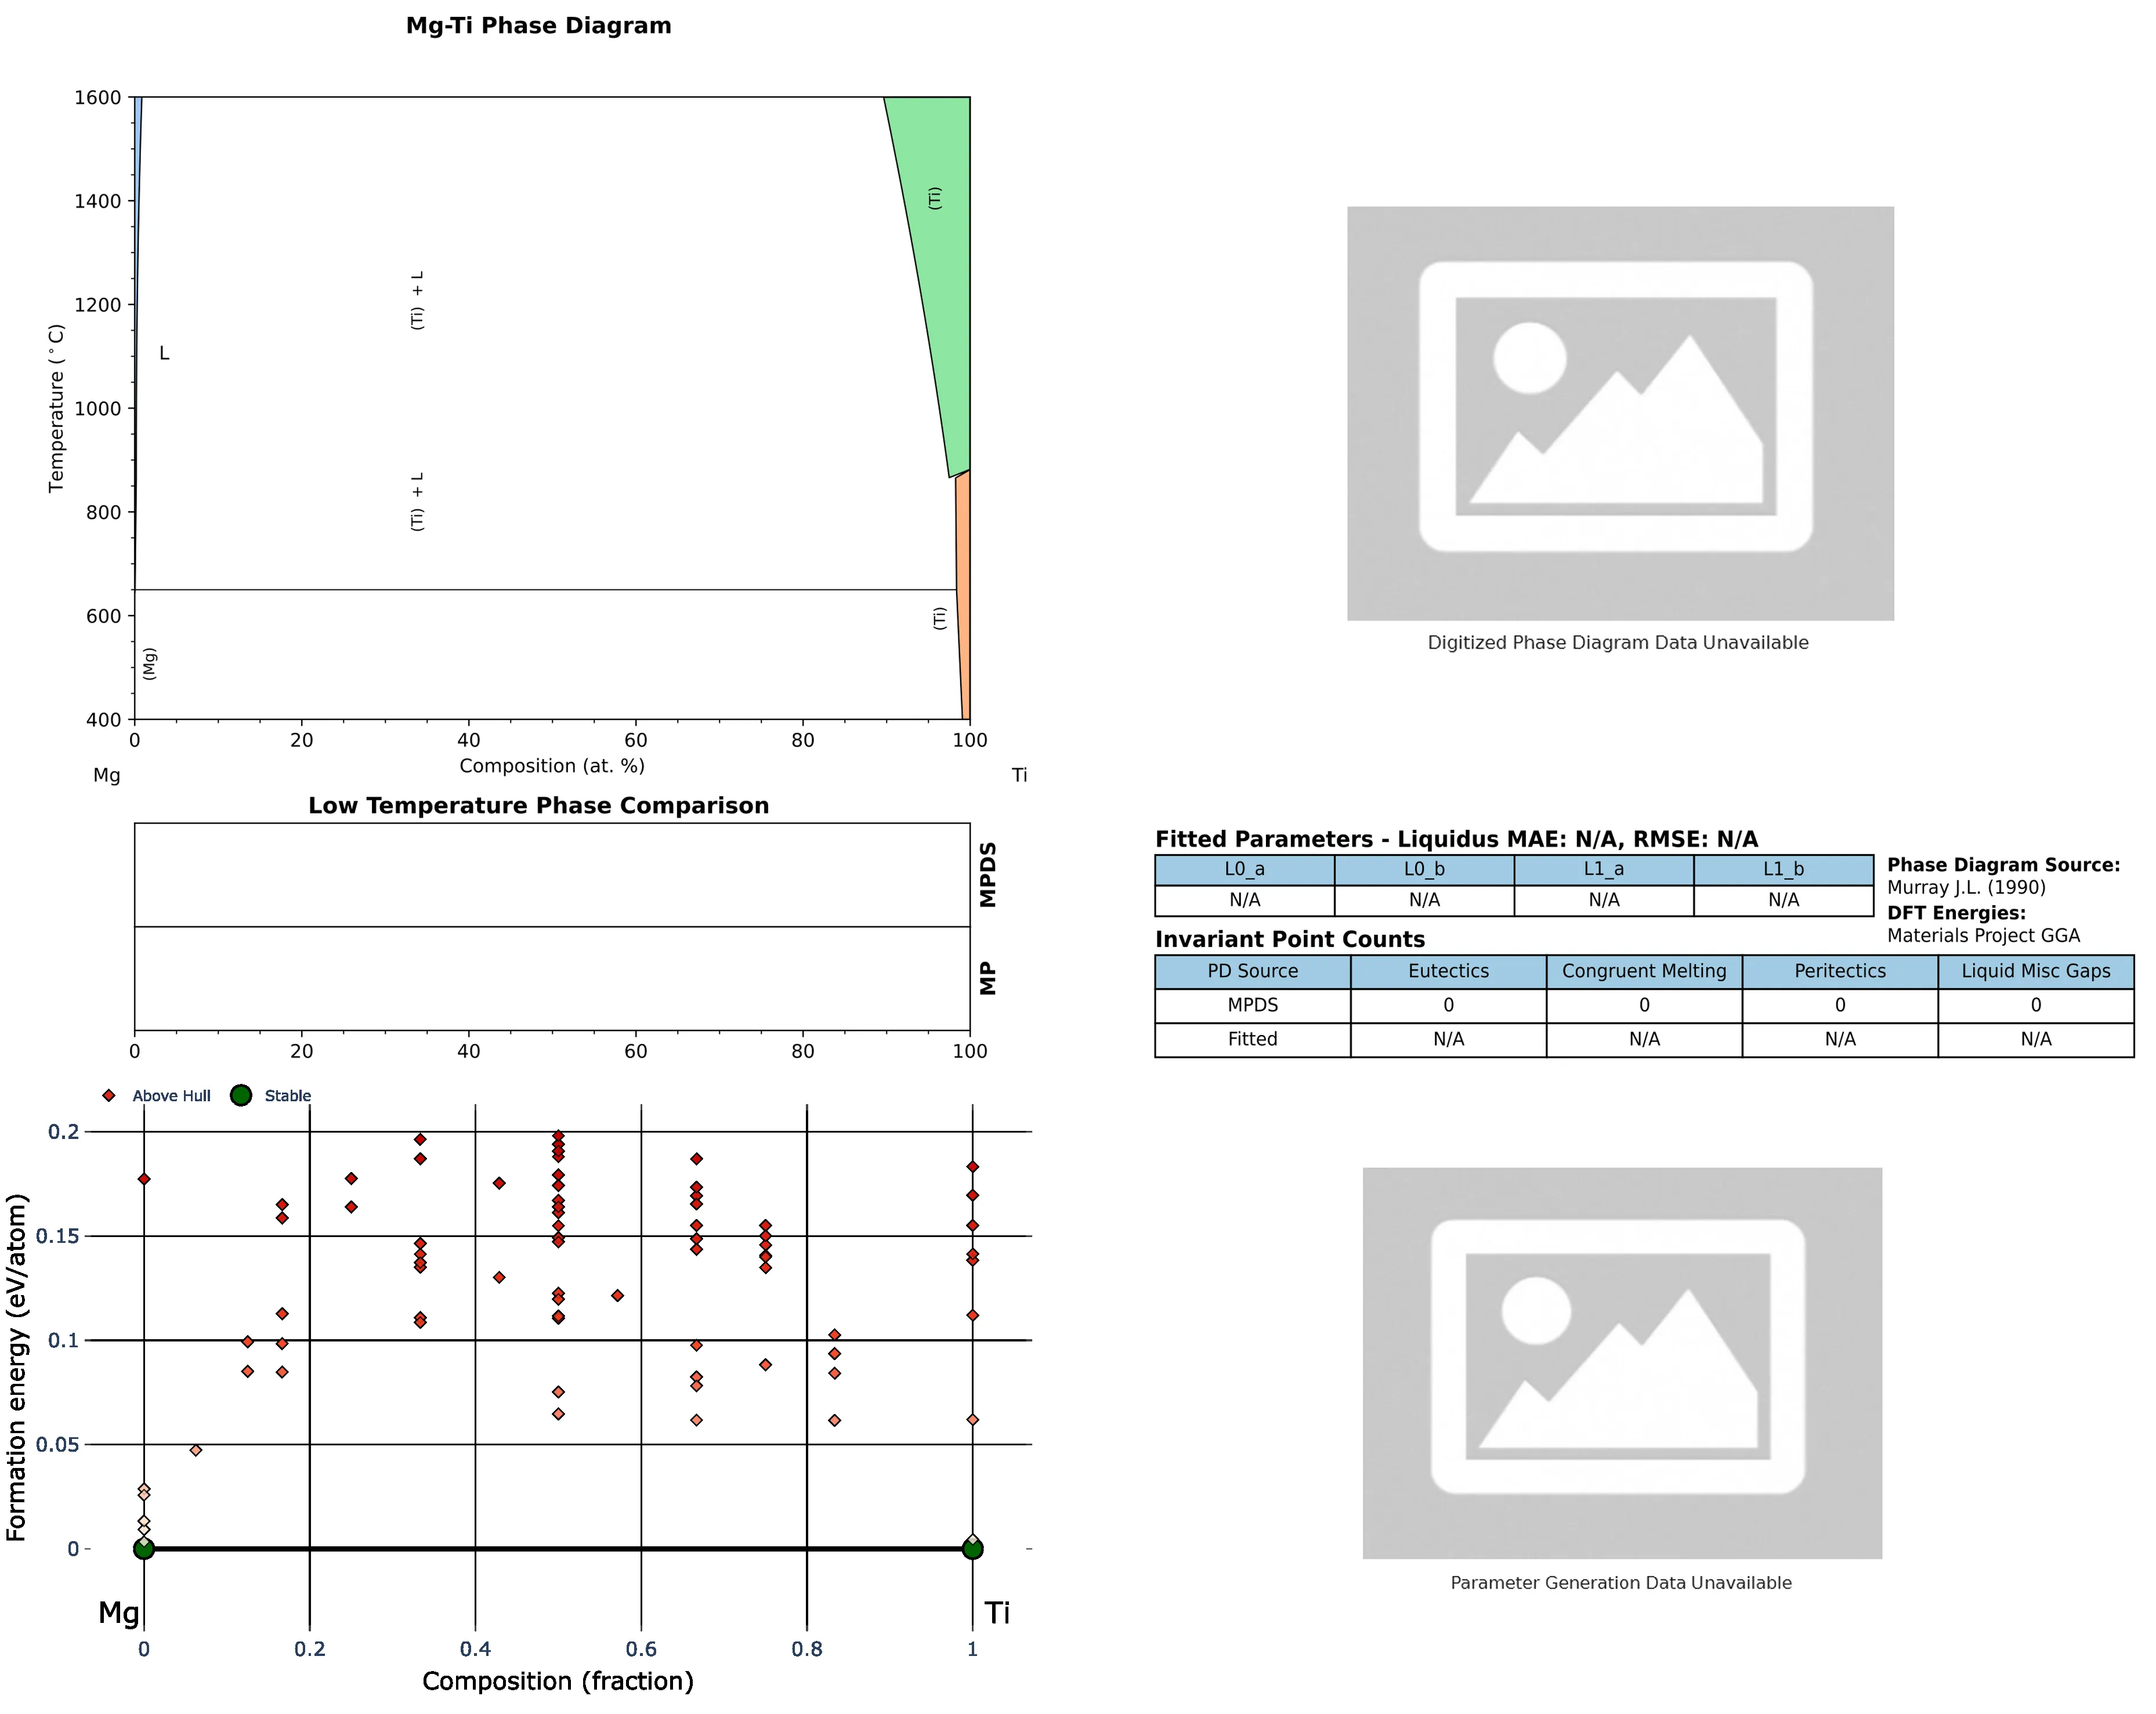 Mg-Ti Phase Diagram
1600
1400
1200
1000
800
600
400
Temperature (°C)
L
(Ti) + L
(Ti) + L
(Ti)
(Ti)
(Mg)
0 20 40 60 80 100
Mg Composition (at. %) Ti
Digitized Phase Diagram Data Unavailable
Low Temperature Phase Comparison
MPDS
MP
0 20 40 60 80 100
Fitted Parameters - Liquidus MAE: N/A, RMSE: N/A
L0_a L0_b L1_a L1_b
N/A N/A N/A N/A
Phase Diagram Source:
Murray J.L. (1990)
DFT Energies:
Materials Project GGA
Invariant Point Counts
PD Source Eutectics Congruent Melting Peritectics Liquid Misc Gaps
MPDS 0 0 0 0
Fitted N/A N/A N/A N/A
Above Hull Stable
0.2
0.15
0.1
0.05
0
Formation energy (eV/atom)
Mg Ti
0 0.2 0.4 0.6 0.8 1
Composition (fraction)
Parameter Generation Data Unavailable